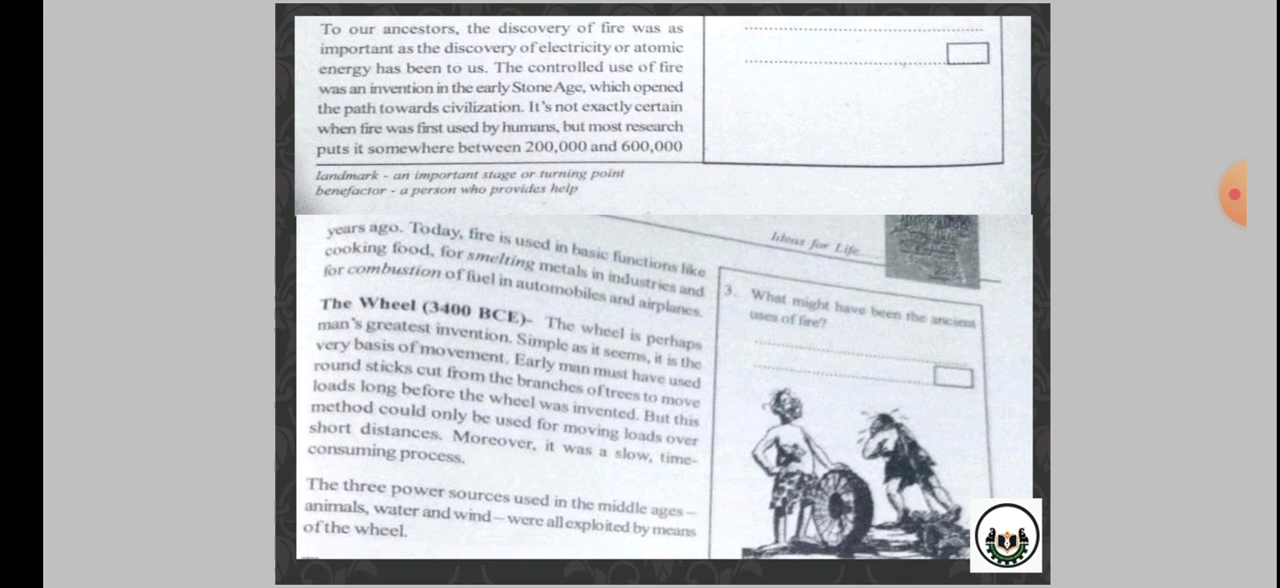 To our ancestors, the discovery of fire was as
important as the discovery of electricity or atomic
energy has been to us. The controlled use of fire
was an invention in the early Stone Age, which opened
the path towards civilization. It's not exactly certain
when fire was first used by humans, but most research
puts it somewhere between 200,000 and 600,000
landmark - an important stage or turning point
benefactor - a person who provides help
Ideas for Life
years ago. Today, fire is used in basic functions like
cooking food, for smelting metals in industries and
for combustion of fuel in automobiles and airplanes.
The Wheel (3400 BCE)- The wheel is perhaps
man's greatest invention. Simple as it seems, it is the
very basis of movement. Early man must have used
round sticks cut from the branches of trees to move
loads long before the wheel was invented. But this
method could only be used for moving loads over
short distances. Moreover, it was a slow, time-
consuming process.
The three power sources used in the middle ages –
animals, water and wind – were all exploited by means
of the wheel.
3. What might have been the ancient
uses of fire?